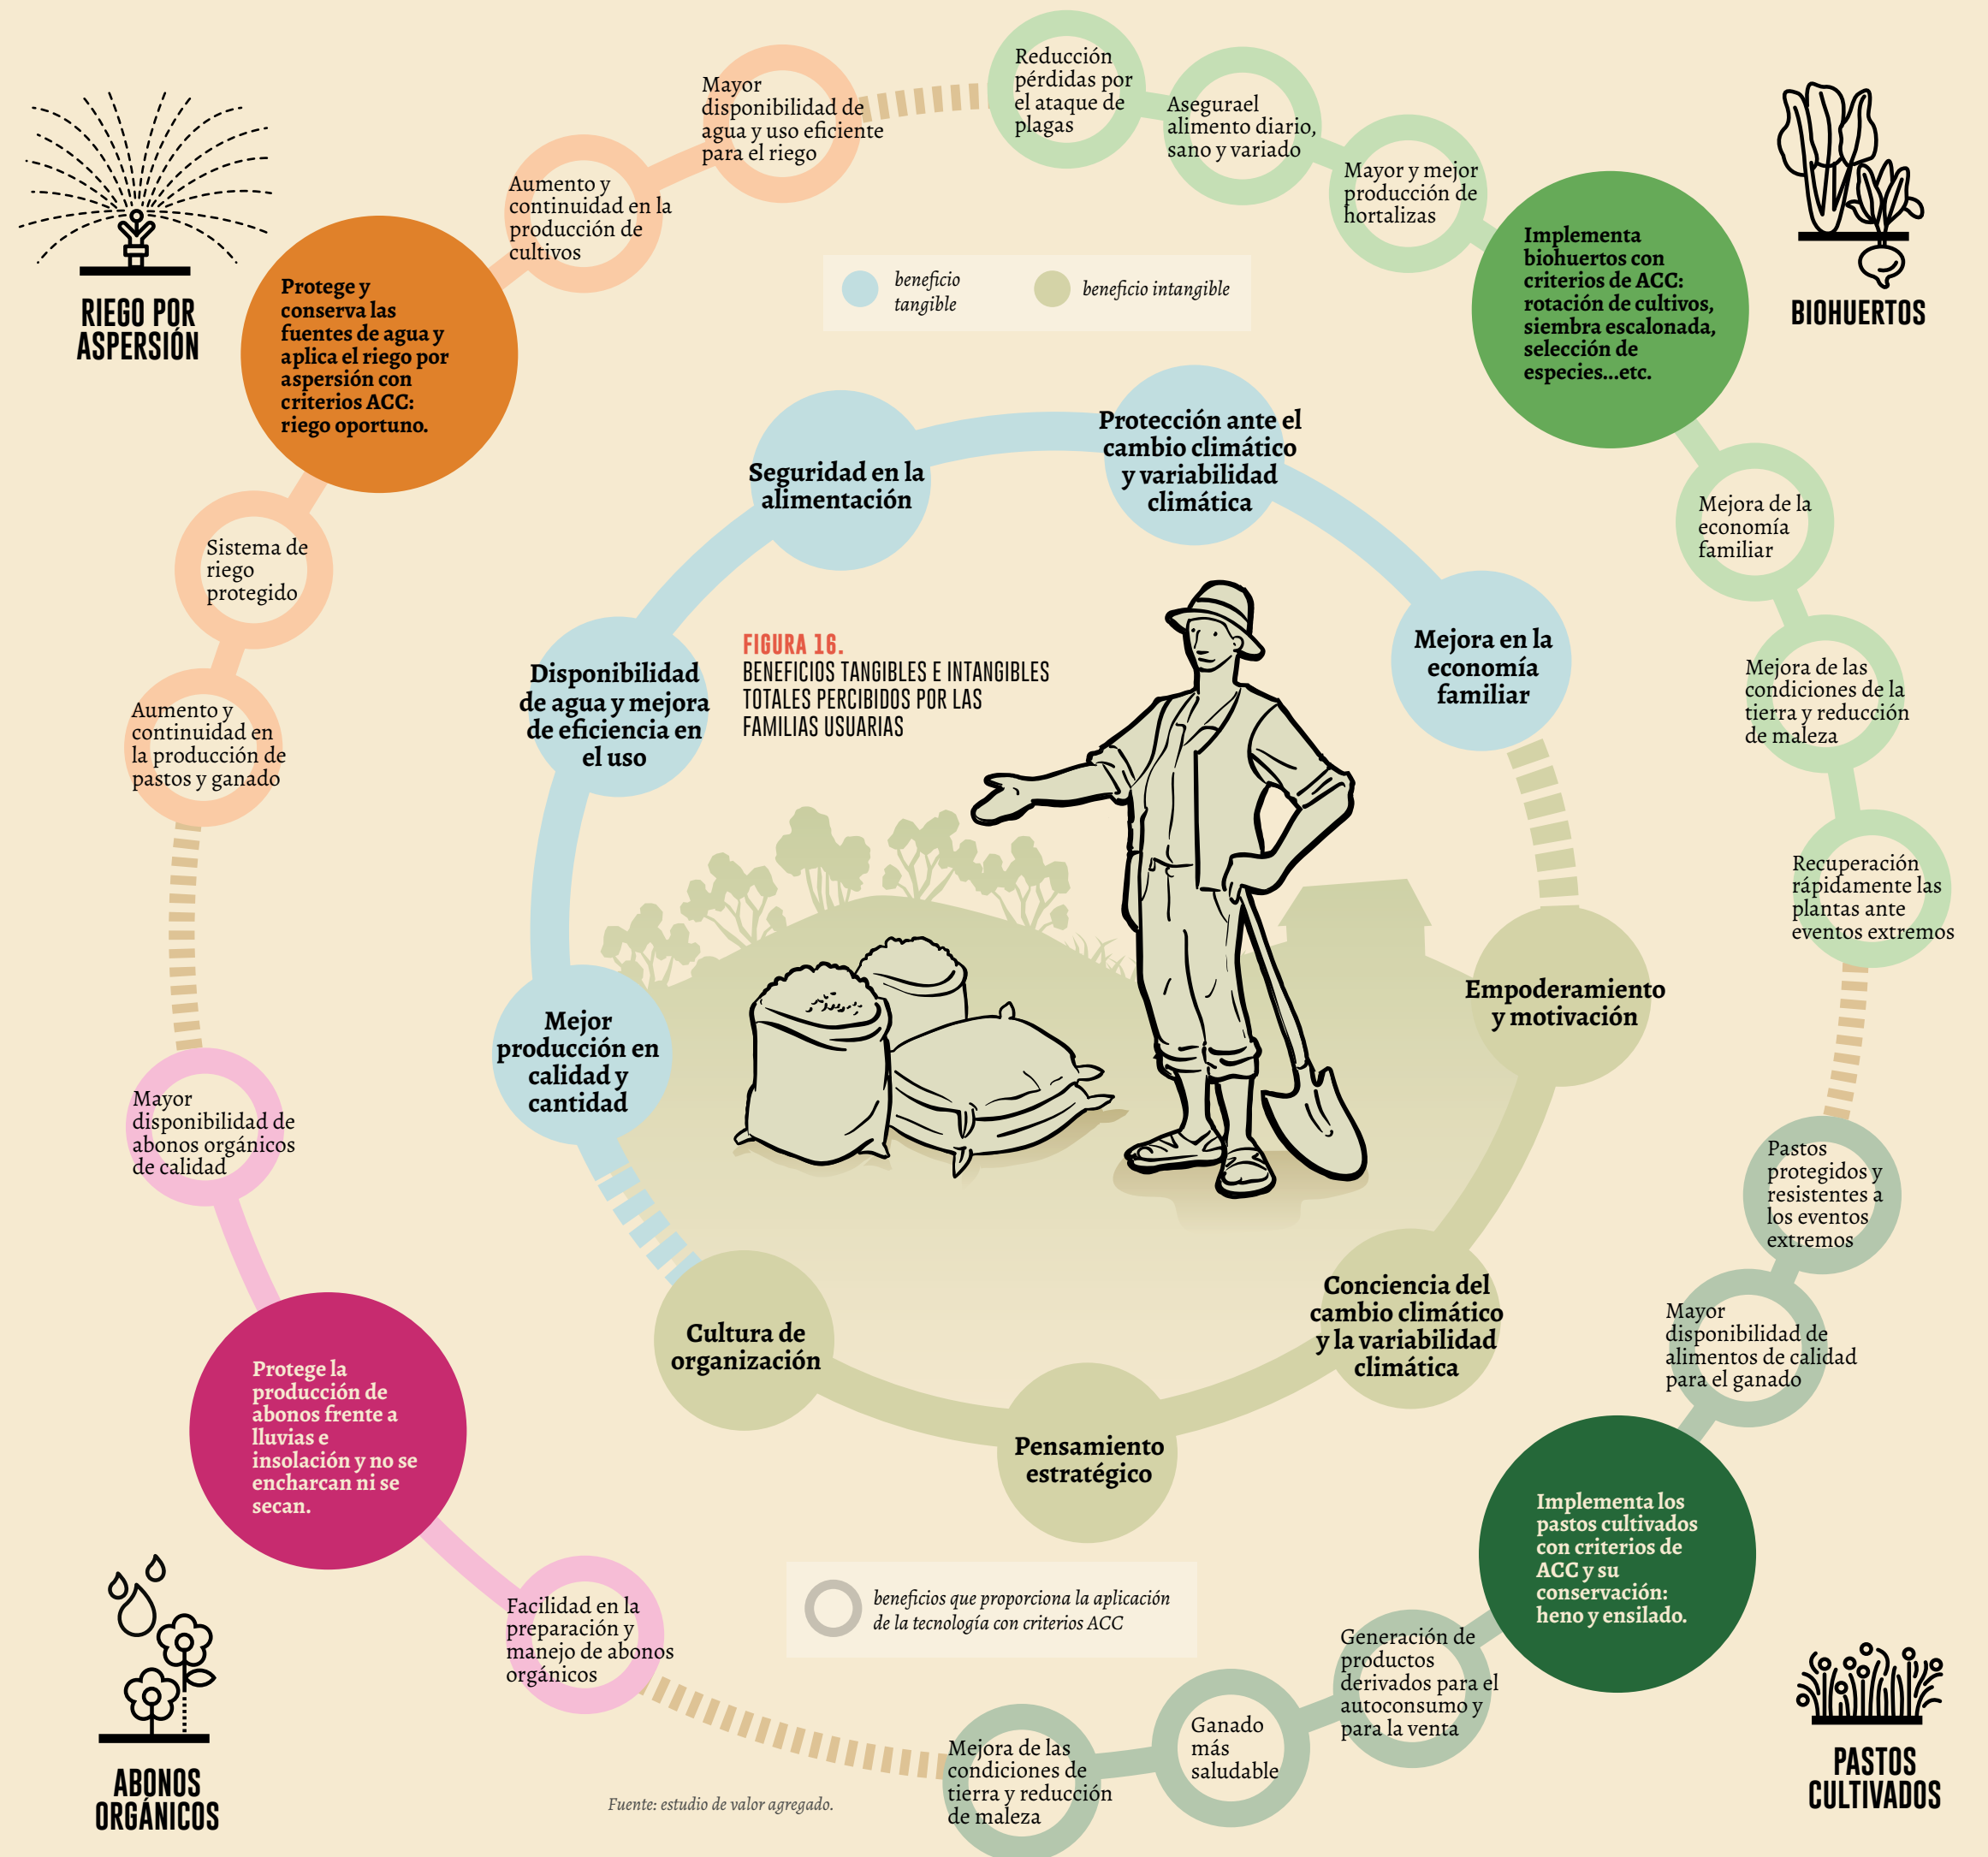 RIEGO POR
ASPERSIÓN
Protege y
conserva las
fuentes de agua y
aplica el riego por
aspersión con
criterios ACC:
riego oportuno.
Aumento y
continuidad en la
producción de
cultivos
Mayor
disponibilidad de
agua y uso eficiente
para el riego
Sistema de
riego
protegido
Aumento y
continuidad en
la producción de
pastos y ganado
Reducción
pérdidas por
el ataque de
plagas
Asegurael
alimento diario,
sano y variado
Mayor y mejor
producción de
hortalizas
Implementa
biohuertos con
criterios de ACC:
rotación de cultivos,
siembra escalonada,
selección de
especies...etc.
BIOHUERTOS
Mejora de la
economía
familiar
Mejora de las
condiciones de la
tierra y reducción
de maleza
Recuperación
rápidamente las
plantas ante
eventos extremos
beneficio
tangible
beneficio intangible
Seguridad en la
alimentación
Protección ante el
cambio climático
y variabilidad
climática
Mejora en la
economía
familiar
Disponibilidad
de agua y mejora
de eficiencia en
el uso
FIGURA 16.
BENEFICIOS TANGIBLES E INTANGIBLES
TOTALES PERCIBIDOS POR LAS
FAMILIAS USUARIAS
Mejor
producción en
calidad y
cantidad
Empoderamiento
y motivación
Cultura de
organización
Conciencia del
cambio climático
y la variabilidad
climática
Pensamiento
estratégico
Mayor
disponibilidad de
abonos orgánicos
de calidad
Protege la
producción de
abonos frente a
lluvias e
insolación y no se
encharcan ni se
secan.
Facilidad en la
preparación y
manejo de abonos
orgánicos
ABONOS
ORGÁNICOS
beneficios que proporciona la aplicación
de la tecnología con criterios ACC
Pastos
protegidos y
resistentes a
los eventos
extremos
Mayor
disponibilidad de
alimentos de calidad
para el ganado
Implementa los
pastos cultivados
con criterios de
ACC y su
conservación:
heno y ensilado.
Generación de
productos
derivados para el
autoconsumo y
para la venta
Ganado
más
saludable
Mejora de las
condiciones de
tierra y reducción
de maleza
PASTOS
CULTIVADOS
Fuente: estudio de valor agregado.